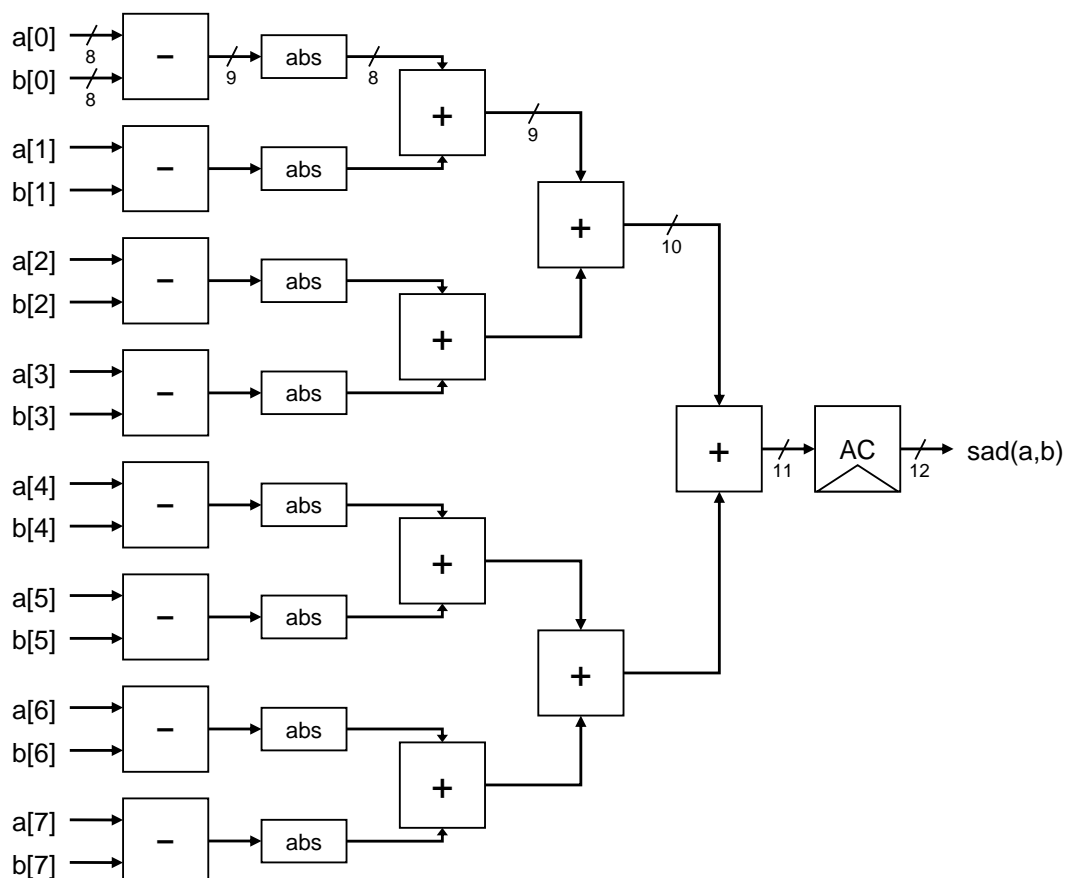 a[0]
8
b[0]
8
−
9
abs
8
+
9
a[1]
b[1]
−
abs
+
10
a[2]
b[2]
−
abs
+
a[3]
b[3]
−
abs
+
11
AC
12
sad(a,b)
a[4]
b[4]
−
abs
+
a[5]
b[5]
−
abs
+
a[6]
b[6]
−
abs
+
a[7]
b[7]
−
abs